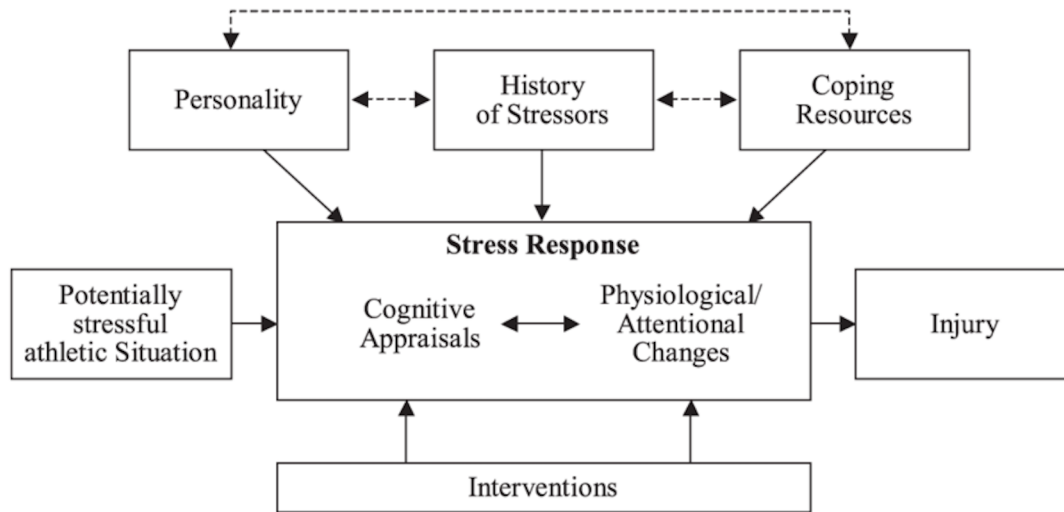 Personality
History
of Stressors
Coping
Resources
Stress Response
Potentially
stressful
athletic Situation
Cognitive
Appraisals
Physiological/
Attentional
Changes
Injury
Interventions